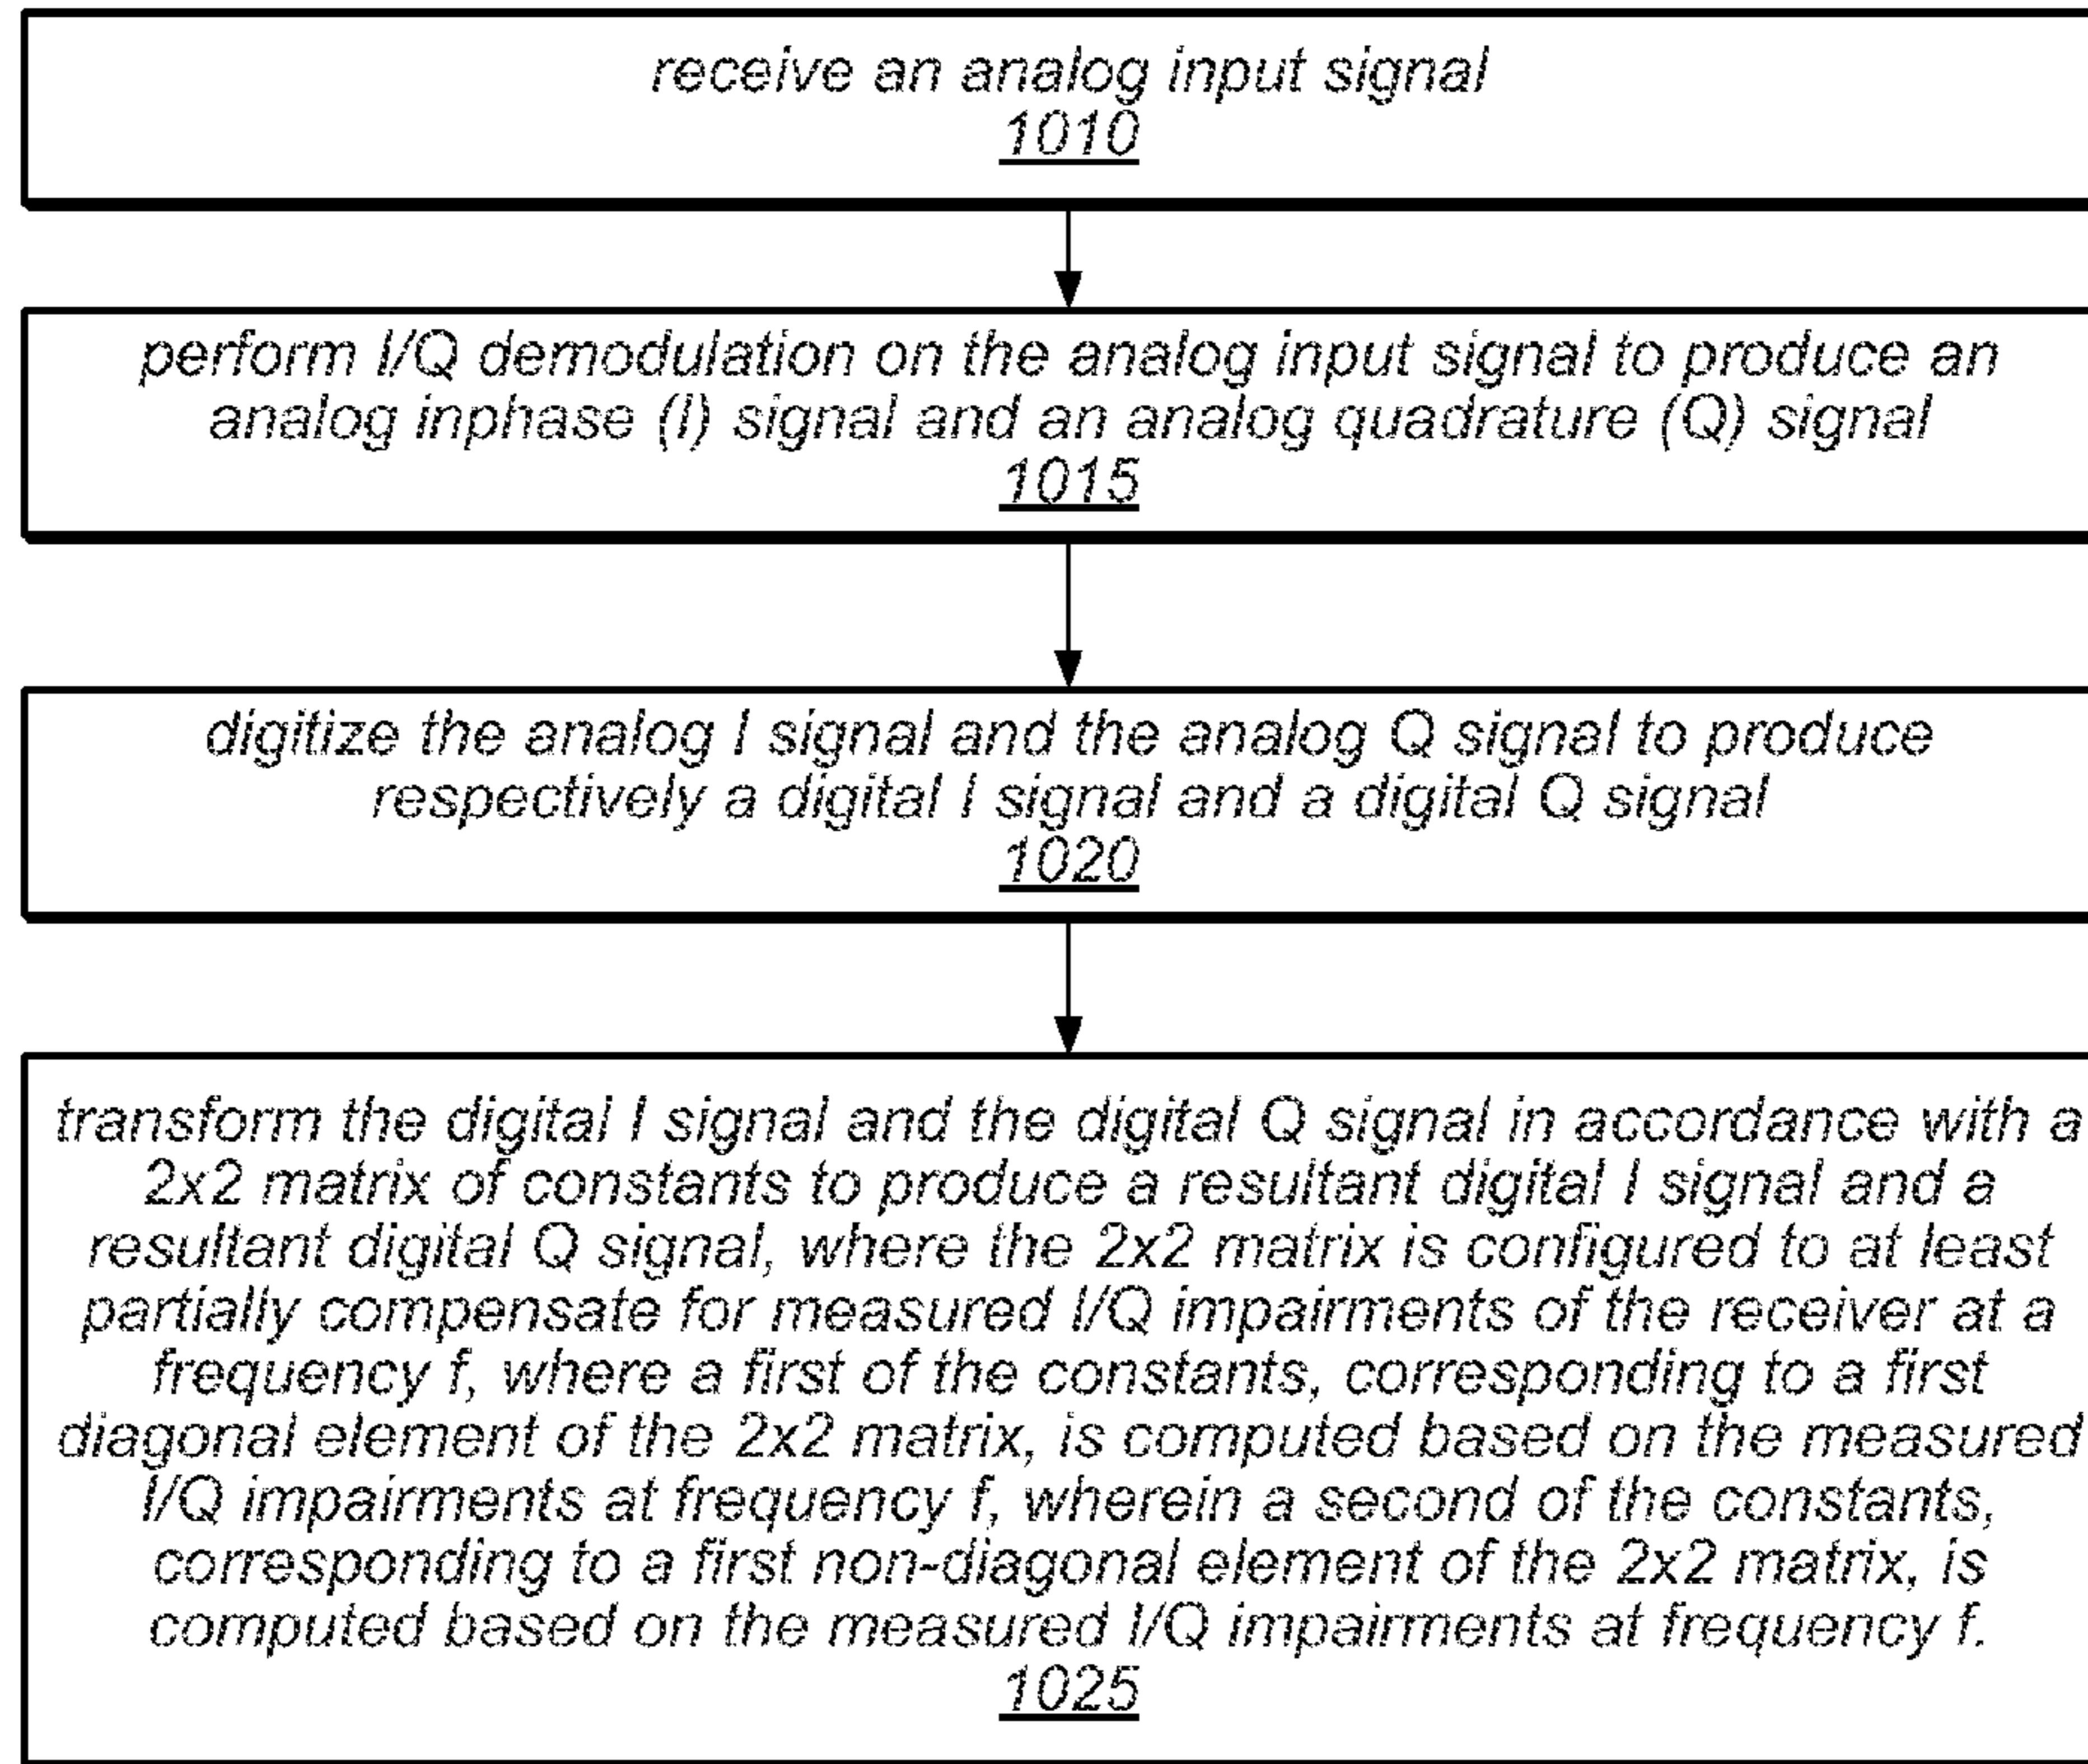 receive an analog input signal
1010
perform I/Q demodulation on the analog input signal to produce an
analog inphase (I) signal and an analog quadrature (Q) signal
1015
digitize the analog I signal and the analog Q signal to produce
respectively a digital I signal and a digital Q signal
1020
transform the digital I signal and the digital Q signal in accordance with a
2x2 matrix of constants to produce a resultant digital I signal and a
resultant digital Q signal, where the 2x2 matrix is configured to at least
partially compensate for measured I/Q impairments of the receiver at a
frequency f, where a first of the constants, corresponding to a first
diagonal element of the 2x2 matrix, is computed based on the measured
I/Q impairments at frequency f, wherein a second of the constants,
corresponding to a first non-diagonal element of the 2x2 matrix, is
computed based on the measured I/Q impairments at frequency f.
1025